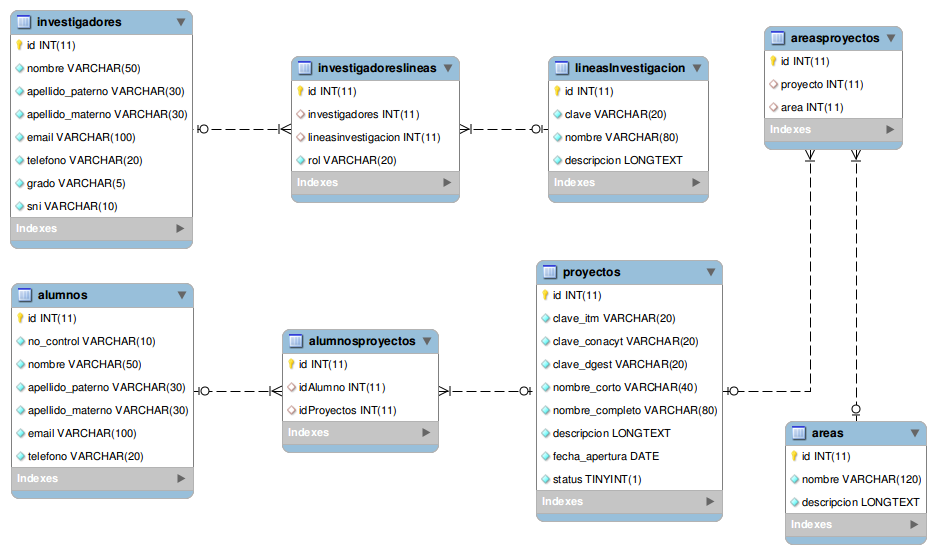 investigadores
id INT(11)
nombre VARCHAR(50)
apellido_paterno VARCHAR(30)
apellido_materno VARCHAR(30)
email VARCHAR(100)
telefono VARCHAR(20)
grado VARCHAR(5)
sni VARCHAR(10)
Indexes
investigadoreslineas
id INT(11)
investigadores INT(11)
lineasinvestigacion INT(11)
rol VARCHAR(20)
Indexes
lineasInvestigacion
id INT(11)
clave VARCHAR(20)
nombre VARCHAR(80)
descripcion LONGTEXT
Indexes
areasproyectos
id INT(11)
proyecto INT(11)
area INT(11)
Indexes
alumnos
id INT(11)
no_control VARCHAR(10)
nombre VARCHAR(50)
apellido_paterno VARCHAR(30)
apellido_materno VARCHAR(30)
email VARCHAR(100)
telefono VARCHAR(20)
Indexes
alumnosproyectos
id INT(11)
idAlumno INT(11)
idProyectos INT(11)
Indexes
proyectos
id INT(11)
clave_itm VARCHAR(20)
clave_conacyt VARCHAR(20)
clave_dgest VARCHAR(20)
nombre_corto VARCHAR(40)
nombre_completo VARCHAR(80)
descripcion LONGTEXT
fecha_apertura DATE
status TINYINT(1)
Indexes
areas
id INT(11)
nombre VARCHAR(120)
descripcion LONGTEXT
Indexes